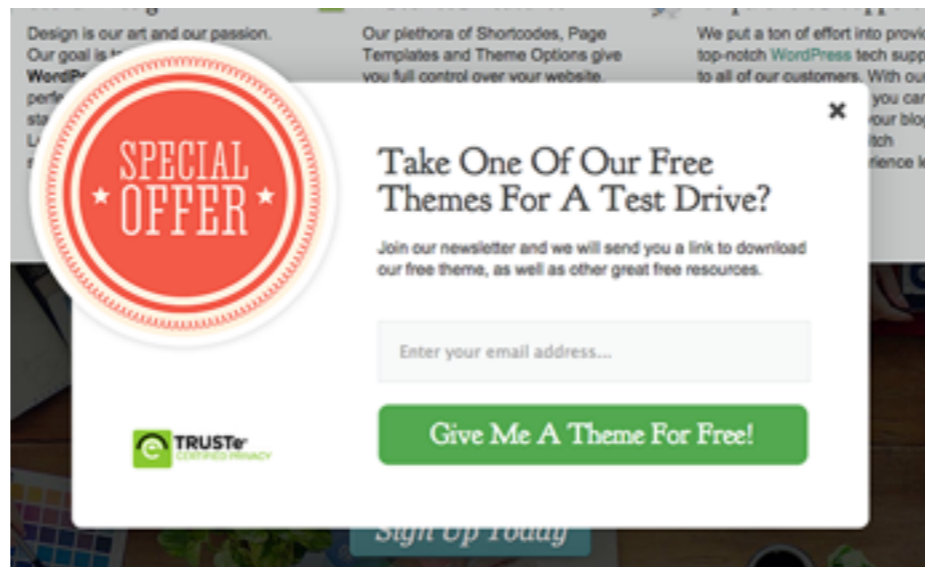 Design is our art and our passion.
Our goal is
WordPr
perfe
sta
Our plethora of Shortcodes, Page
Templates and Theme Options give
you full control over your website.
We put a ton of effort into provid
top-notch WordPress tech supp
to all of our customers. With our
you can
your blog
itch
rience le
SPECIAL
OFFER
Take One Of Our Free
Themes For A Test Drive?
Join our newsletter and we will send you a link to download
our free theme, as well as other great free resources.
Enter your email address...
Give Me A Theme For Free!
TRUSTe
CERTIFIED PRIVACY
Sign Up Today